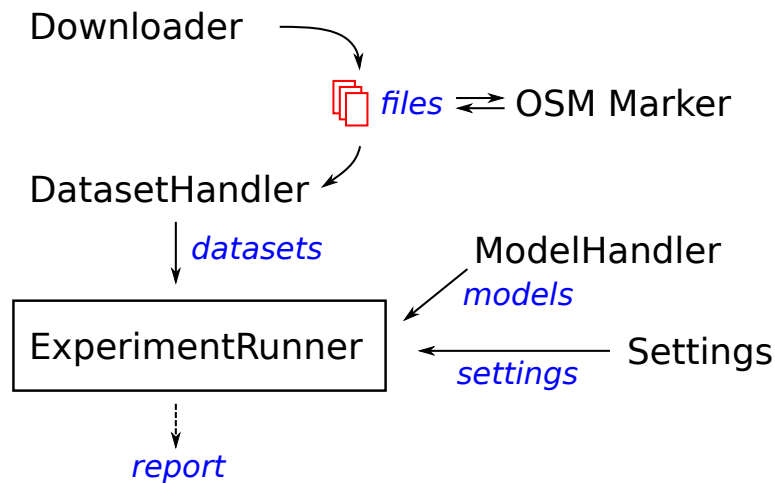 Downloader
files
OSM Marker
DatasetHandler
datasets
ModelHandler
models
ExperimentRunner
Settings
settings
report